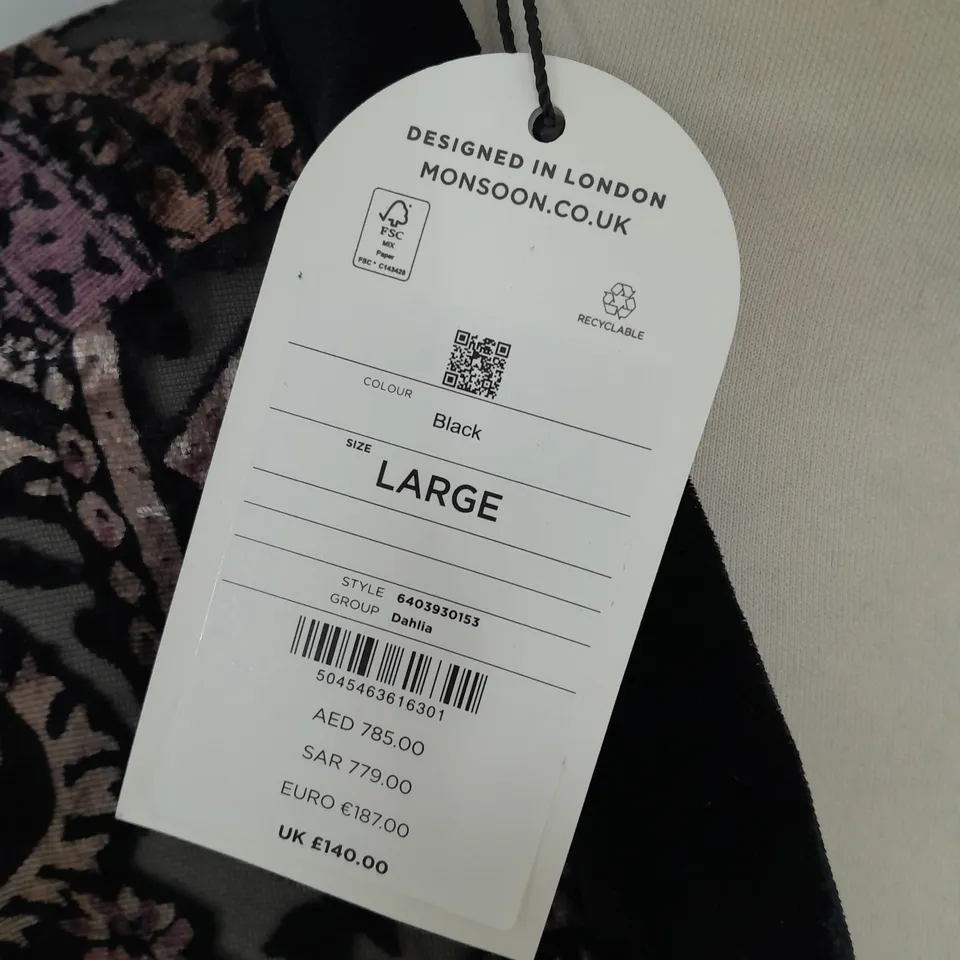 DESIGNED IN LONDON
MONSOON.CO.UK
FSC
MIX
Paper
FSC® C143428
RECYCLABLE
COLOUR Black
SIZE LARGE
STYLE 6403930153
GROUP Dahlia
5045463616301
AED 785.00
SAR 779.00
EURO €187.00
UK £140.00